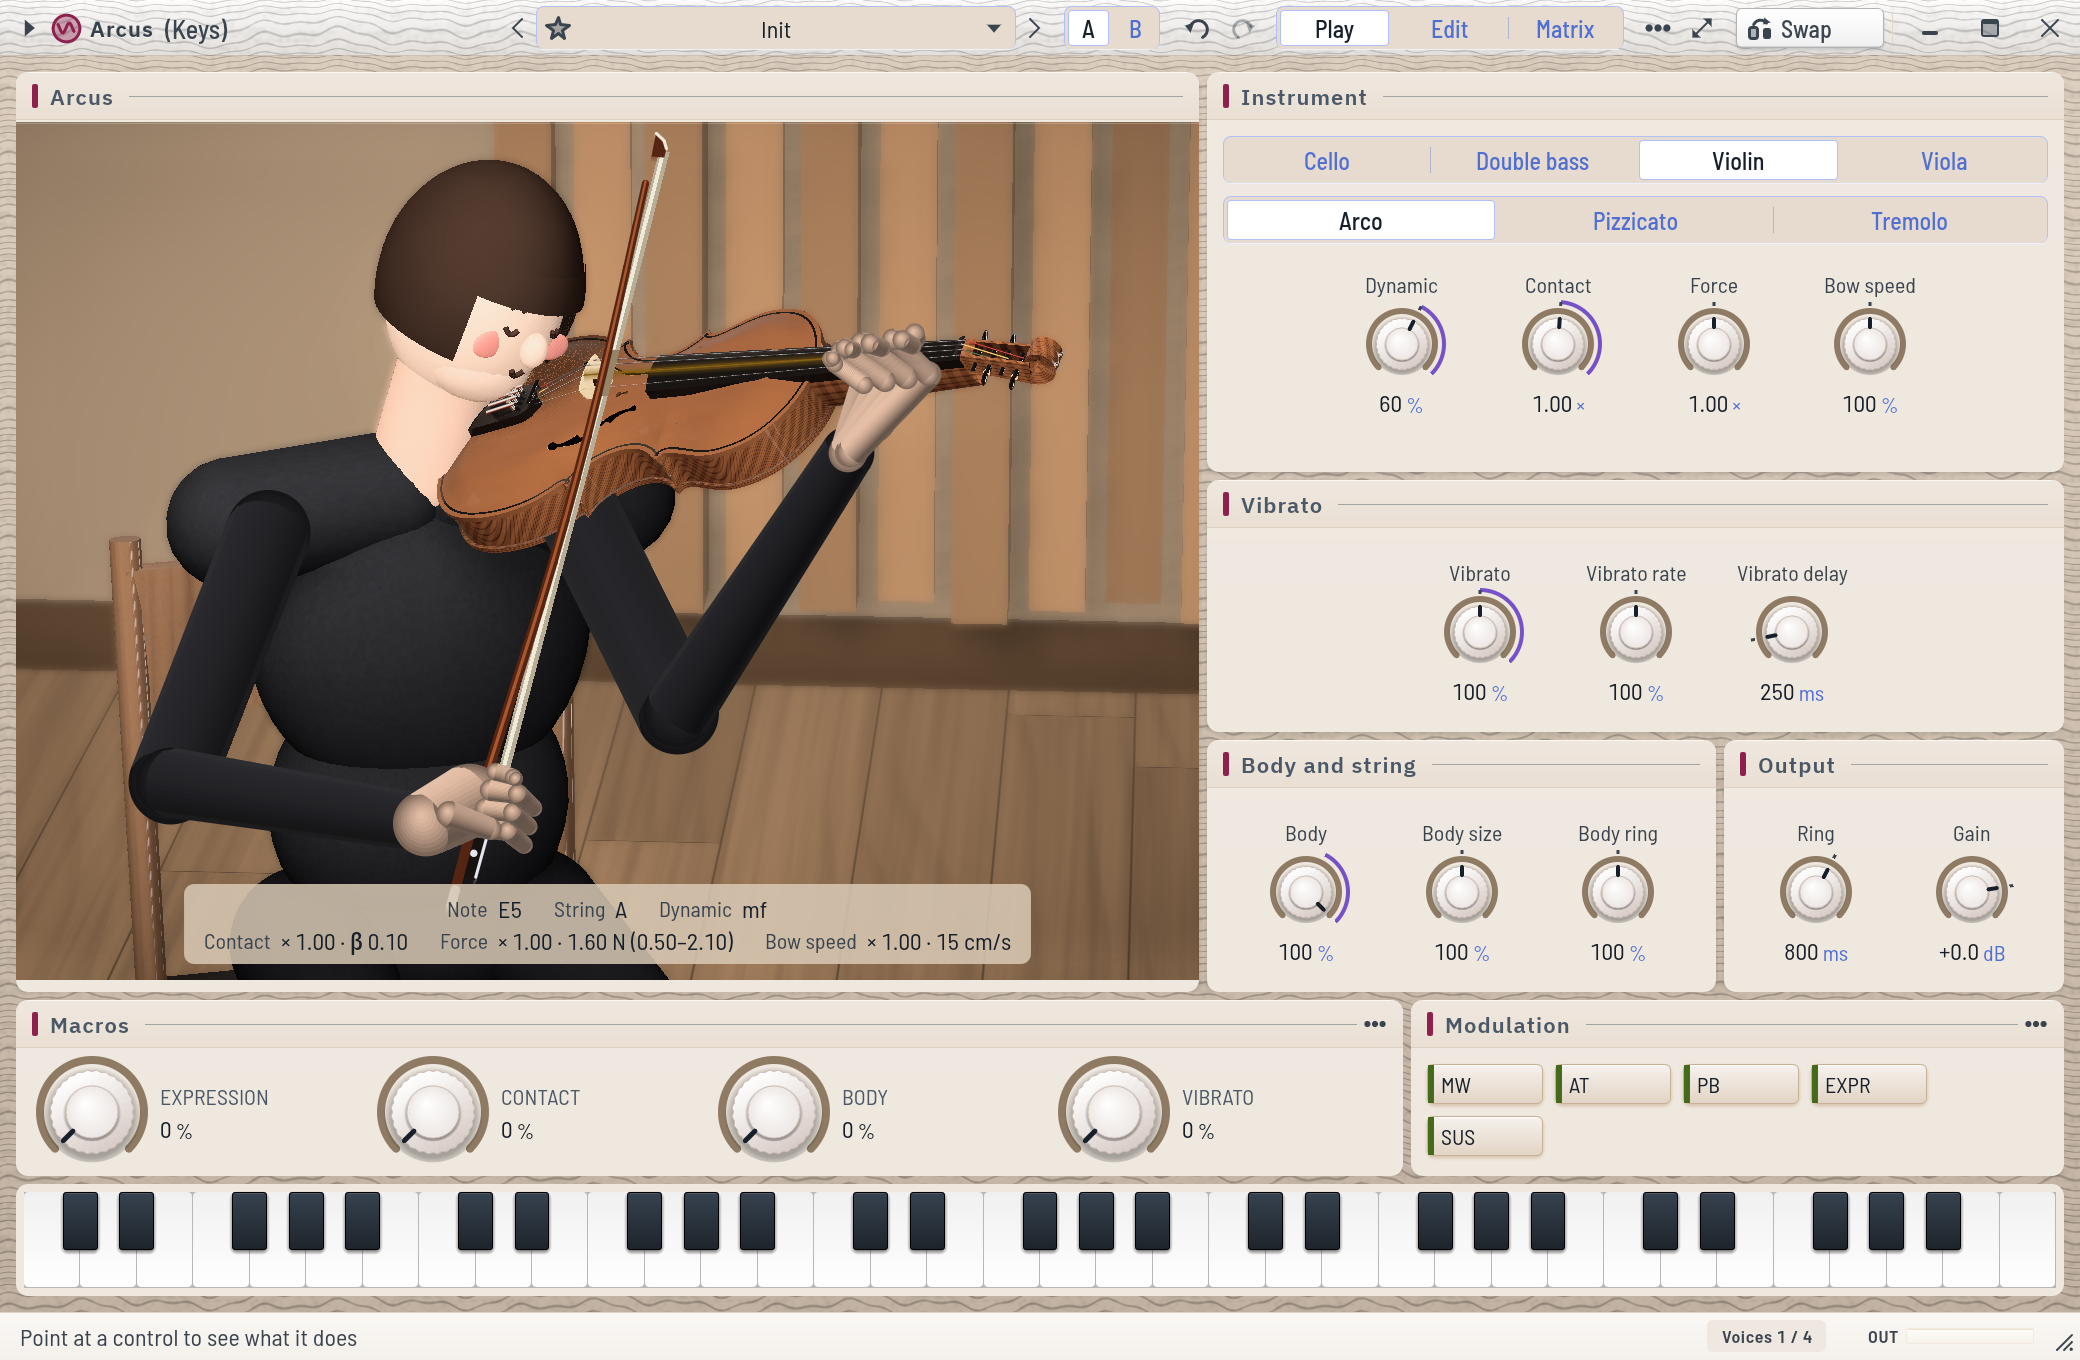 Arcus (Keys)
Init
A B
Play Edit Matrix
Swap
Arcus
Note E5 String A Dynamic mf
Contact × 1.00 · β 0.10 Force × 1.00 · 1.60 N (0.50–2.10) Bow speed × 1.00 · 15 cm/s
Instrument
Cello Double bass Violin Viola
Arco Pizzicato Tremolo
Dynamic Contact Force Bow speed
60 % 1.00 × 1.00 × 100 %
Vibrato
Vibrato Vibrato rate Vibrato delay
100 % 100 % 250 ms
Body and string
Body Body size Body ring
100 % 100 % 100 %
Output
Ring Gain
800 ms +0.0 dB
Macros
EXPRESSION
0 %
CONTACT
0 %
BODY
0 %
VIBRATO
0 %
Modulation
MW AT PB EXPR
SUS
Point at a control to see what it does
Voices 1 / 4
OUT